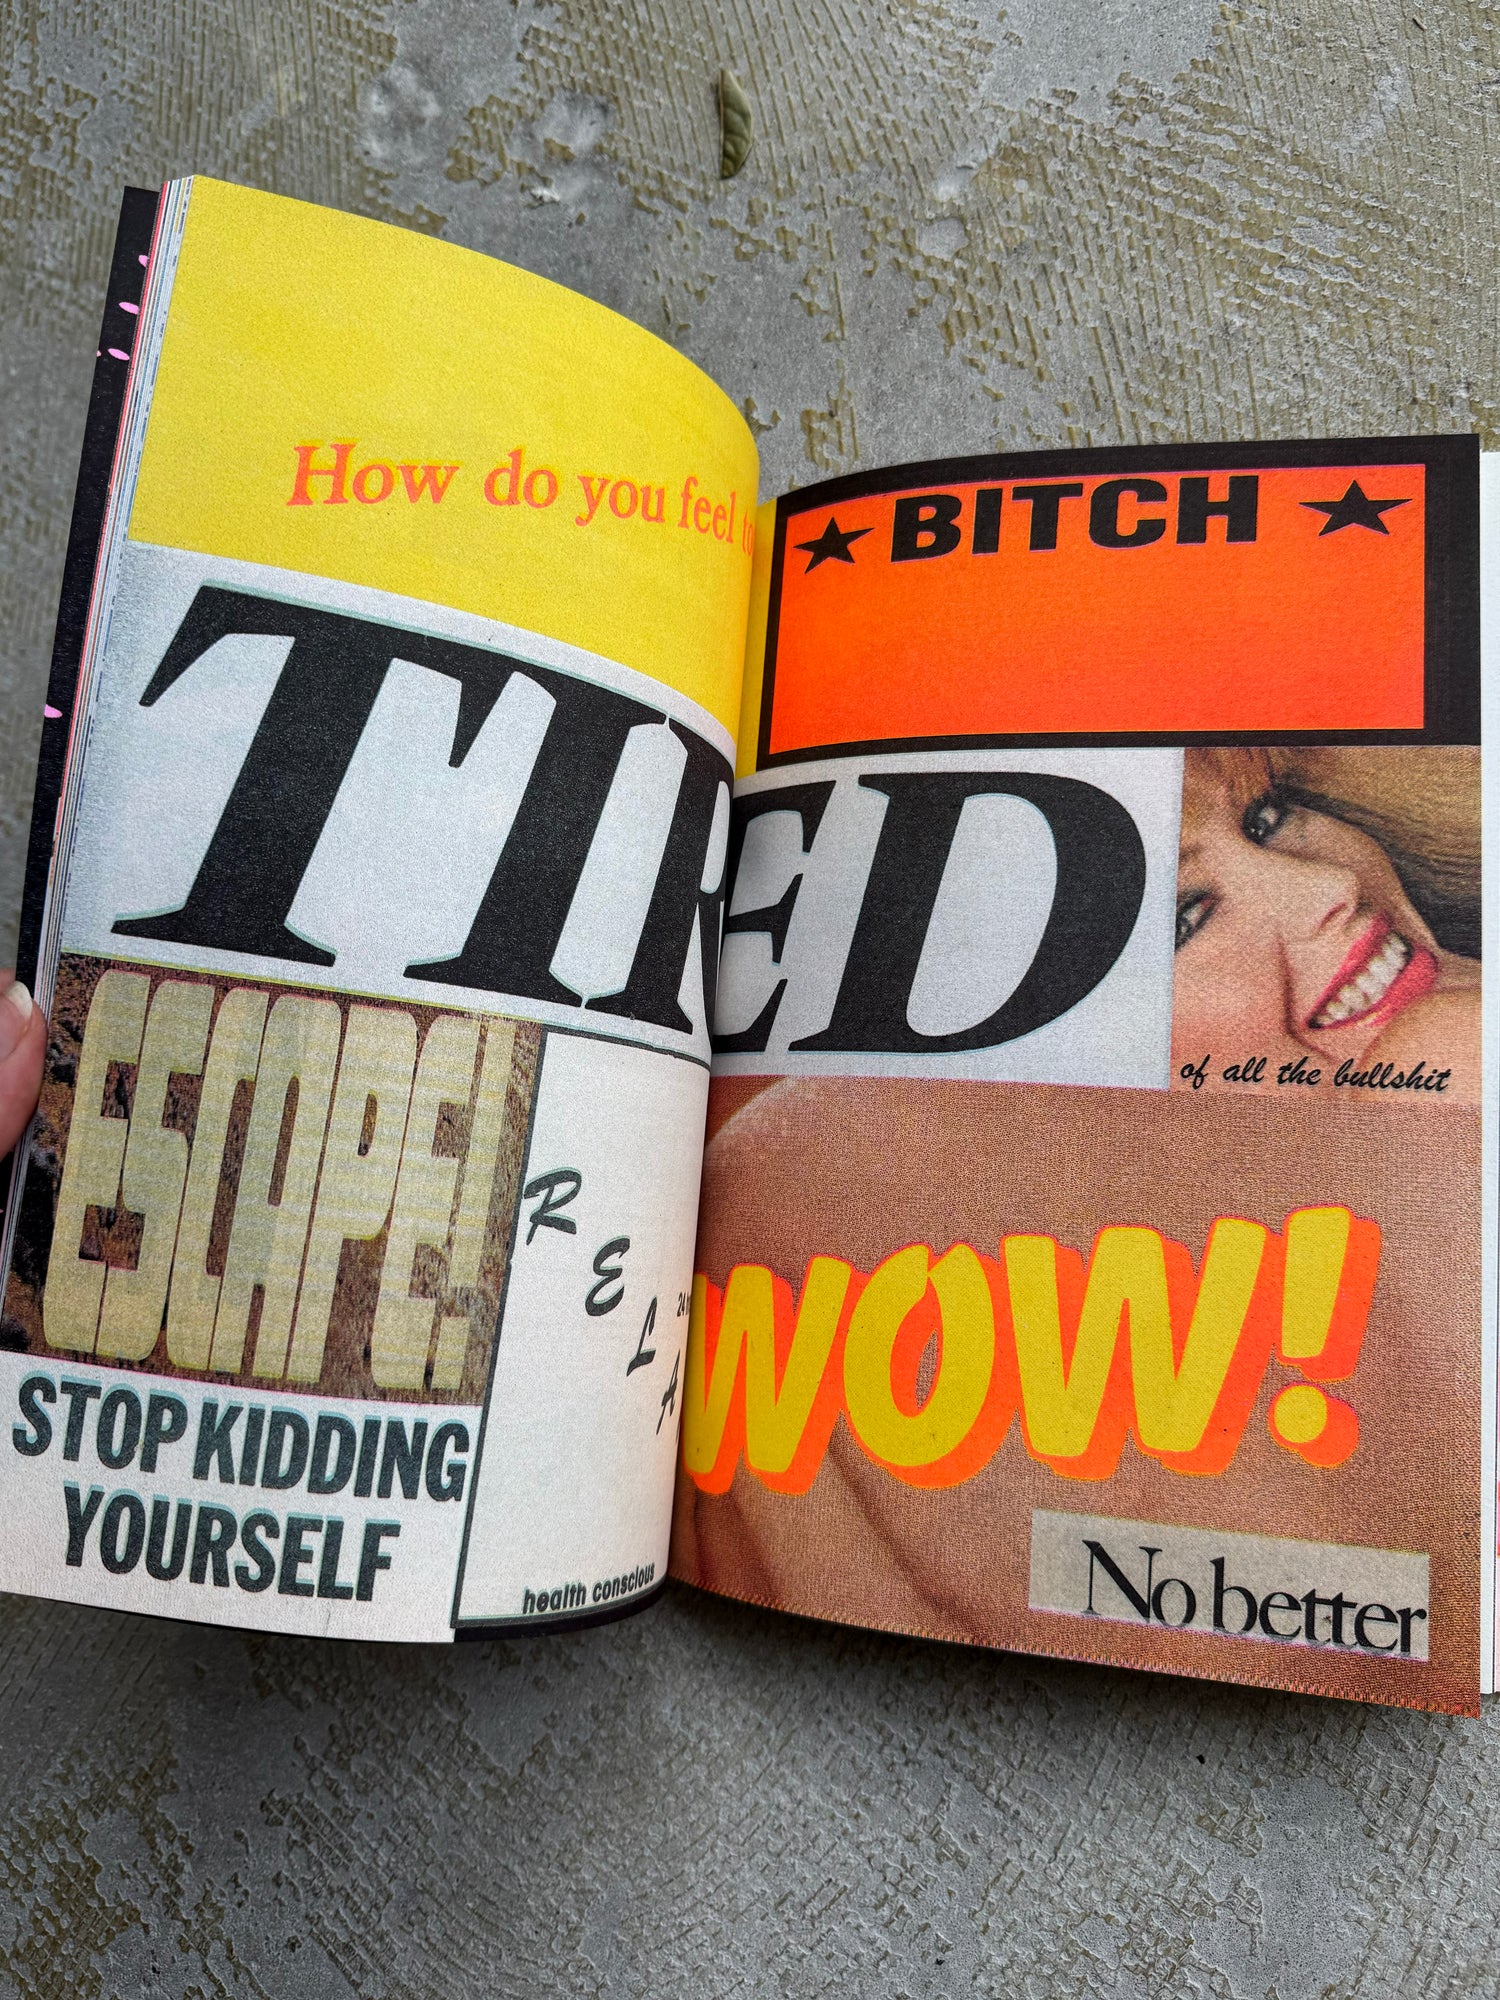 How do you feel
★ BITCH ★
TIRED
of all the bullshit
ESCAPE!
R
E
L
A
24
STOP KIDDING
YOURSELF
health conscious
WOW!
No better